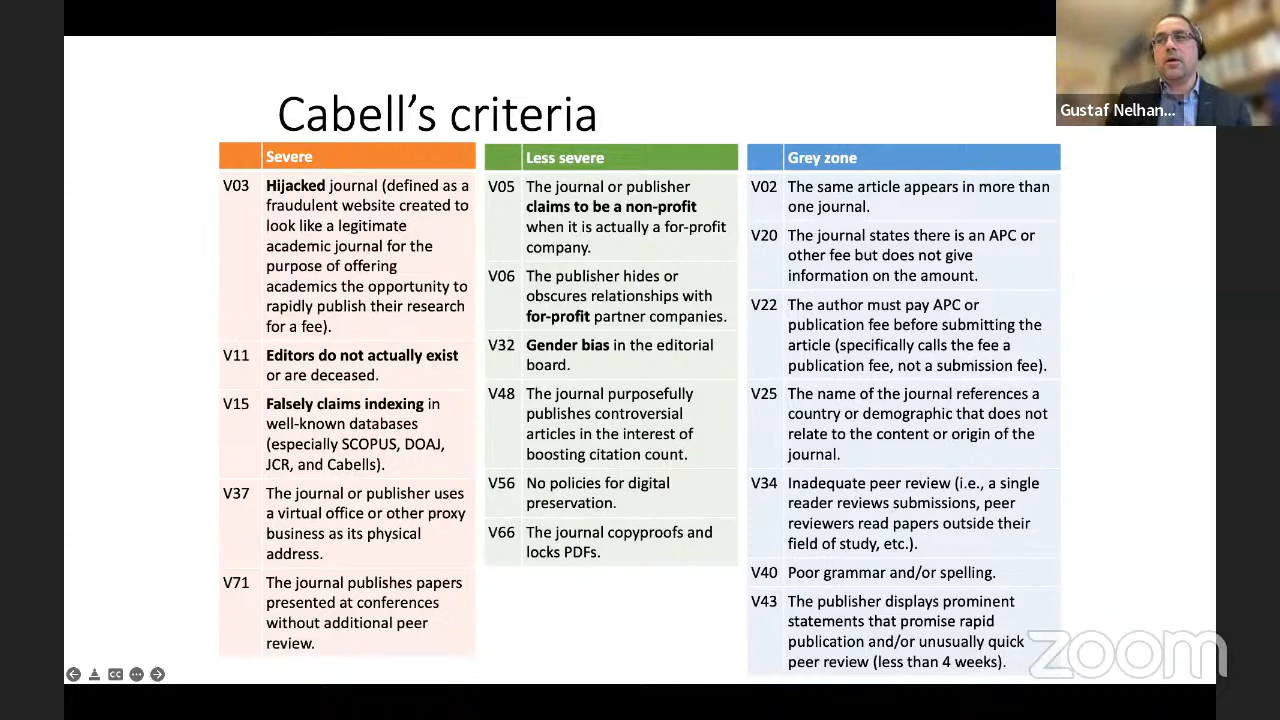 Gustaf Nelhan...
Cabell's criteria
Severe
V03 Hijacked journal (defined as a
fraudulent website created to
look like a legitimate
academic journal for the
purpose of offering
academics the opportunity to
rapidly publish their research
for a fee).
V11 Editors do not actually exist
or are deceased.
V15 Falsely claims indexing in
well-known databases
(especially SCOPUS, DOAJ,
JCR, and Cabells).
V37 The journal or publisher uses
a virtual office or other proxy
business as its physical
address.
V71 The journal publishes papers
presented at conferences
without additional peer
review.
Less severe
V05 The journal or publisher
claims to be a non-profit
when it is actually a for-profit
company.
V06 The publisher hides or
obscures relationships with
for-profit partner companies.
V32 Gender bias in the editorial
board.
V48 The journal purposefully
publishes controversial
articles in the interest of
boosting citation count.
V56 No policies for digital
preservation.
V66 The journal copyproofs and
locks PDFs.
Grey zone
V02 The same article appears in more than
one journal.
V20 The journal states there is an APC or
other fee but does not give
information on the amount.
V22 The author must pay APC or
publication fee before submitting the
article (specifically calls the fee a
publication fee, not a submission fee).
V25 The name of the journal references a
country or demographic that does not
relate to the content or origin of the
journal.
V34 Inadequate peer review (i.e., a single
reader reviews submissions, peer
reviewers read papers outside their
field of study, etc.).
V40 Poor grammar and/or spelling.
V43 The publisher displays prominent
statements that promise rapid
publication and/or unusually quick
peer review (less than 4 weeks).
CC
zoom